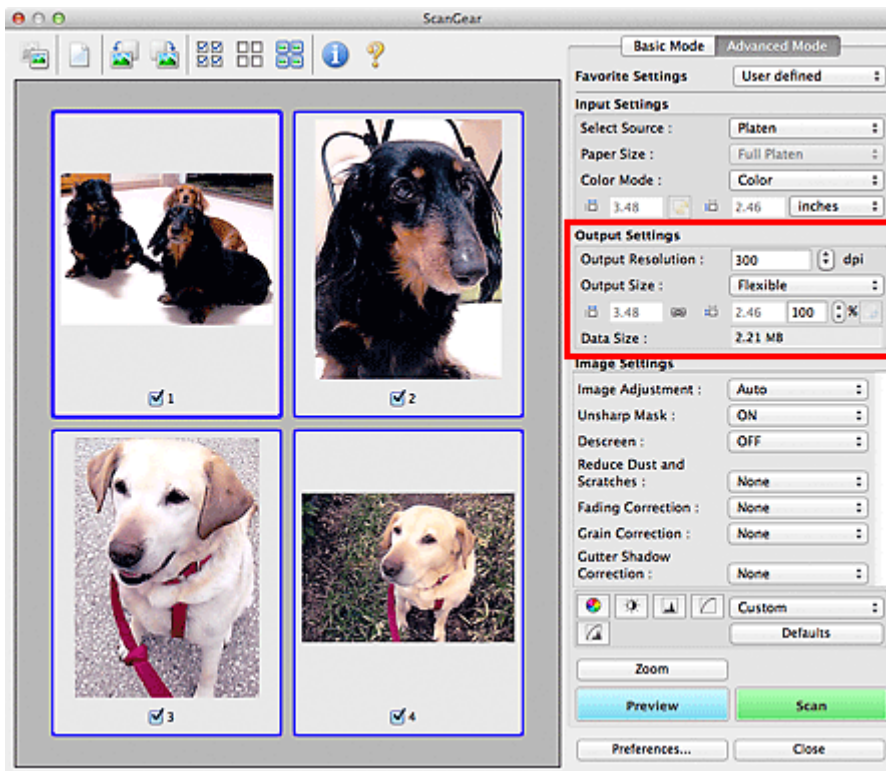 ScanGear
Basic Mode Advanced Mode
Favorite Settings User defined
Input Settings
Select Source : Platen
Paper Size : Full Platen
Color Mode : Color
3.48 2.46 inches
Output Settings
Output Resolution : 300 dpi
Output Size : Flexible
3.48 2.46 100 %
Data Size : 2.21 MB
Image Settings
Image Adjustment : Auto
Unsharp Mask : ON
Descreen : OFF
Reduce Dust and
Scratches : None
Fading Correction : None
Grain Correction : None
Gutter Shadow
Correction : None
Custom
Defaults
Zoom
Preview Scan
Preferences... Close
1
2
3
4